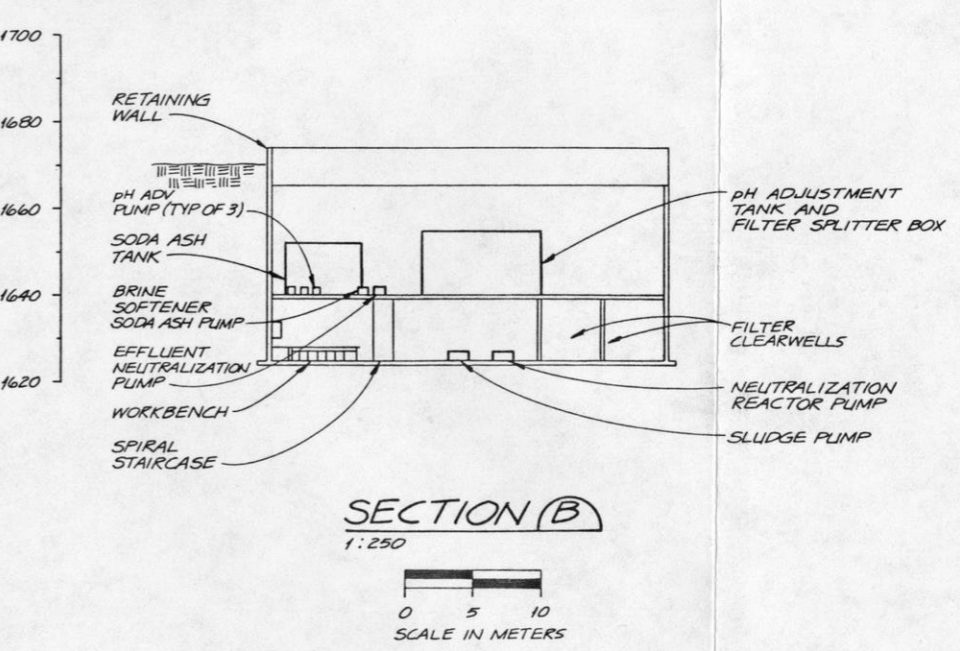 1700
1680
1660
1640
1620
RETAINING
WALL
pH ADV
PUMP (TYP OF 3)
SODA ASH
TANK
BRINE
SOFTENER
SODA ASH PUMP
EFFLUENT
NEUTRALIZATION
PUMP
WORKBENCH
SPIRAL
STAIRCASE
pH ADJUSTMENT
TANK AND
FILTER SPLITTER BOX
FILTER
CLEARWELLS
NEUTRALIZATION
REACTOR PUMP
SLUDGE PUMP
SECTION B
1:250
0 5 10
SCALE IN METERS